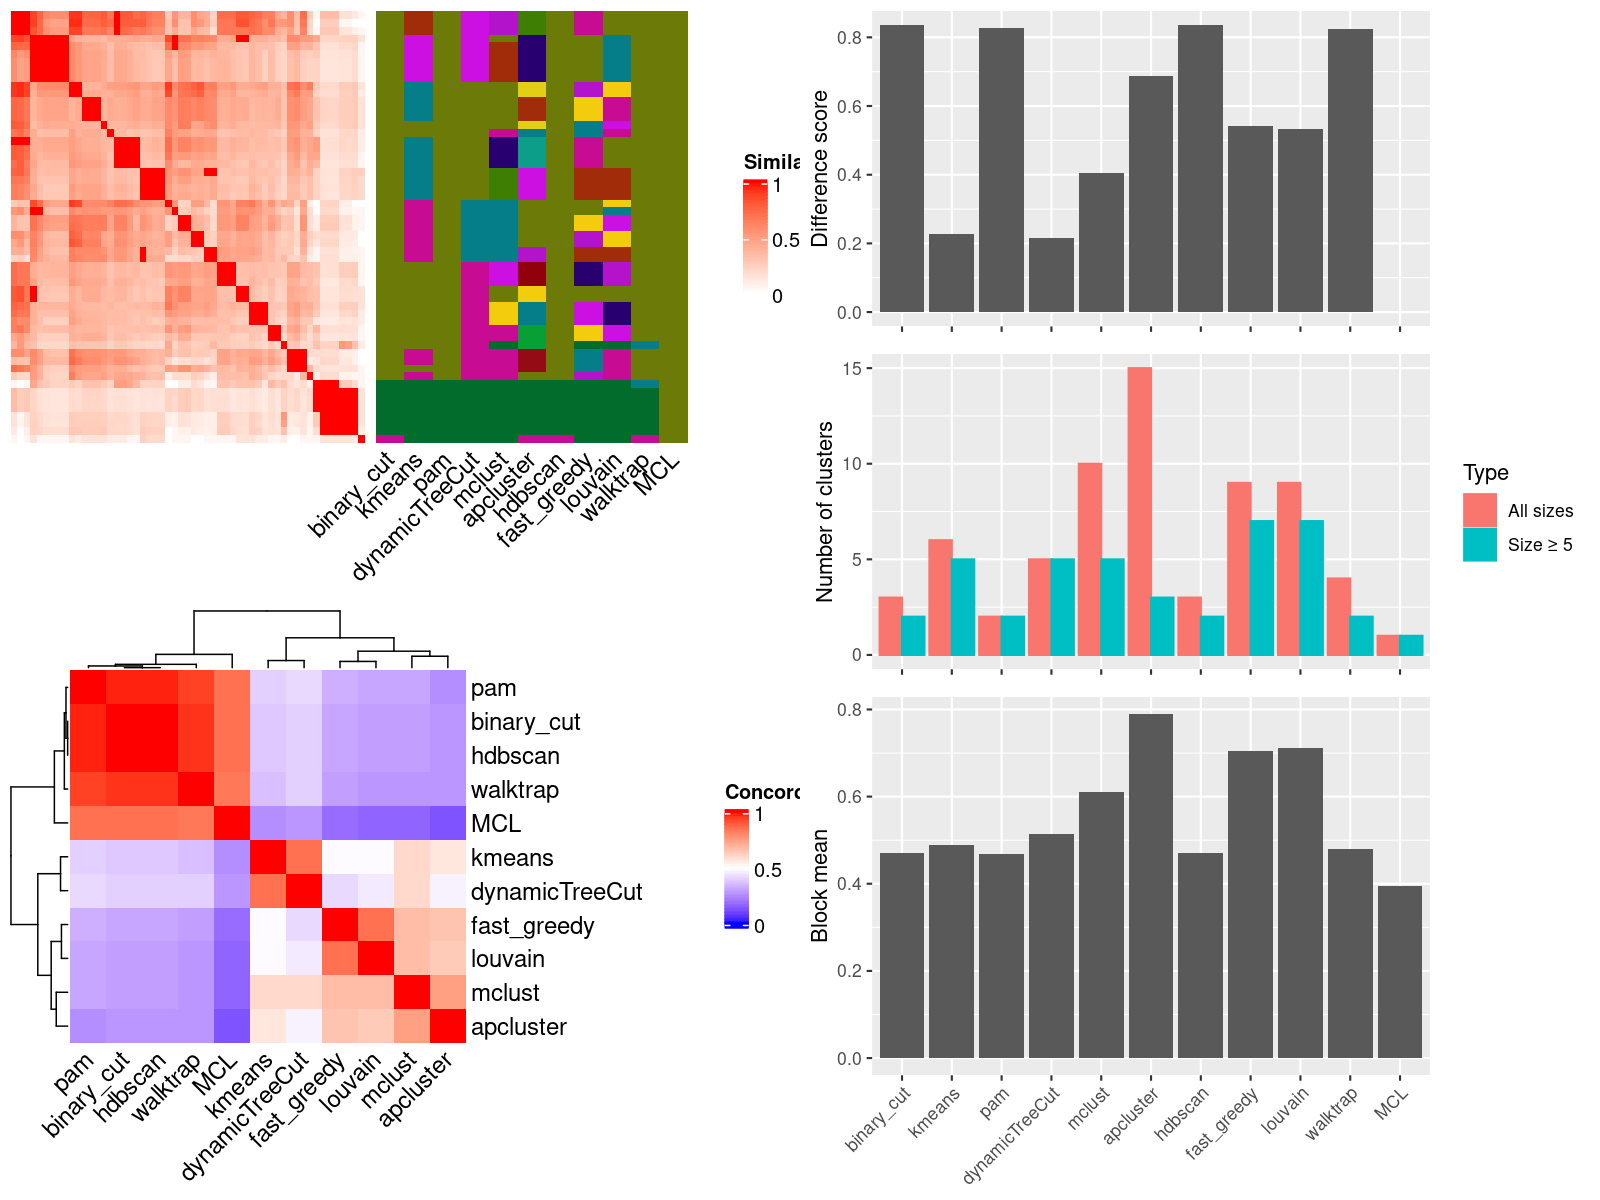 binary_cut
kmeans
pam
dynamicTreeCut
mclust
apcluster
hdbscan
fast_greedy
louvain
walktrap
MCL
Simila
1
0.5
0
pam
binary_cut
hdbscan
walktrap
MCL
kmeans
dynamicTreeCut
fast_greedy
louvain
mclust
apcluster
pam
binary_cut
hdbscan
walktrap
MCL
kmeans
dynamicTreeCut
fast_greedy
louvain
mclust
apcluster
Concord
1
0.5
0
Difference score
0.8
0.6
0.4
0.2
0.0
Number of clusters
15
10
5
0
Type
All sizes
Size ≥ 5
Block mean
0.8
0.6
0.4
0.2
0.0
binary_cut
kmeans
pam
dynamicTreeCut
mclust
apcluster
hdbscan
fast_greedy
louvain
walktrap
MCL